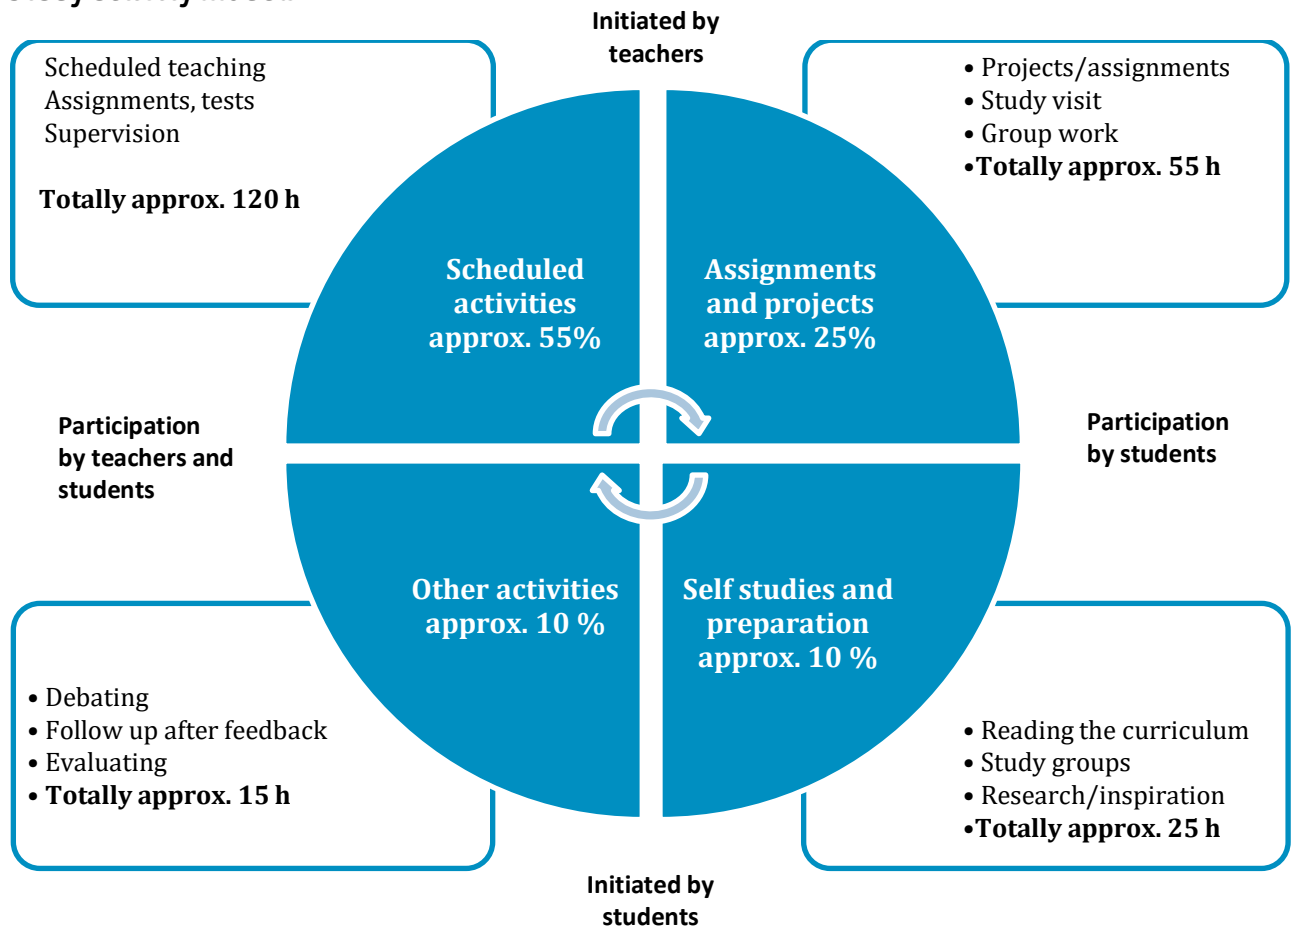 Initiated by
teachers
Scheduled teaching
Assignments, tests
Supervision
Totally approx. 120 h
• Projects/assignments
• Study visit
• Group work
•Totally approx. 55 h
Scheduled
activities
approx. 55%
Assignments
and projects
approx. 25%
Participation
by teachers and
students
Participation
by students
Other activities
approx. 10 %
Self studies and
preparation
approx. 10 %
• Debating
• Follow up after feedback
• Evaluating
• Totally approx. 15 h
• Reading the curriculum
• Study groups
• Research/inspiration
•Totally approx. 25 h
Initiated by
students